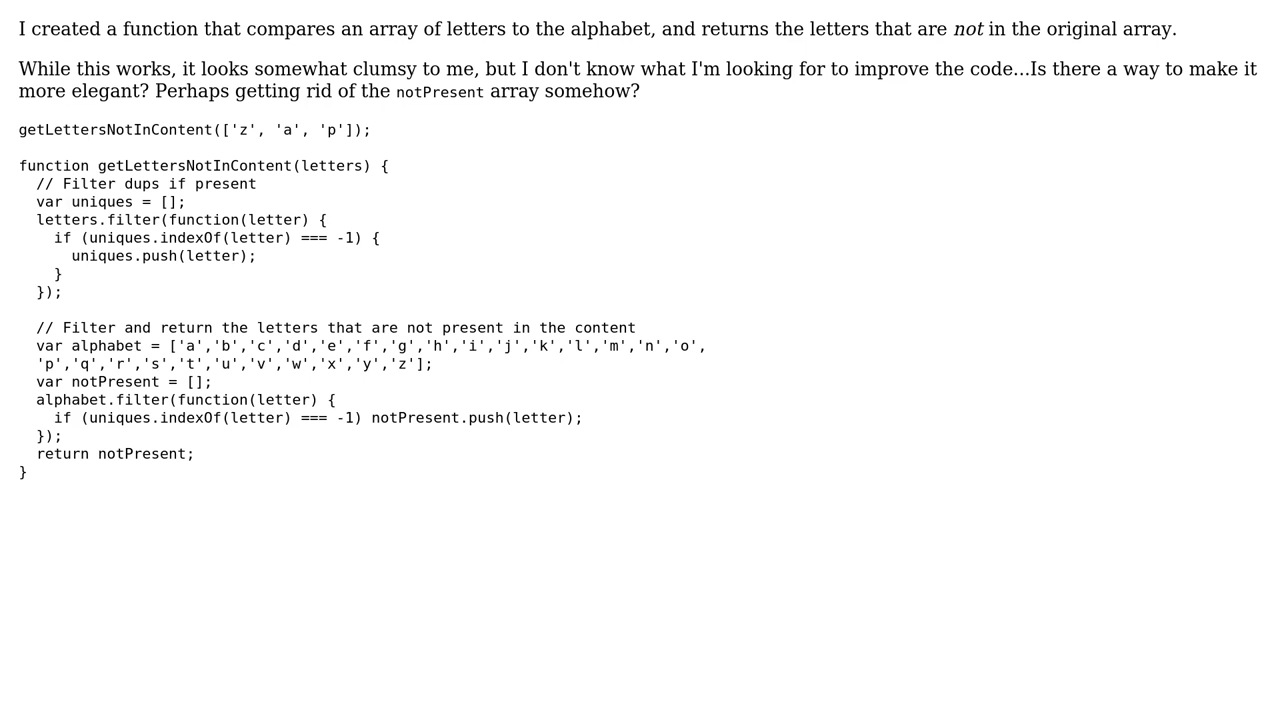 I created a function that compares an array of letters to the alphabet, and returns the letters that are not in the original array.
While this works, it looks somewhat clumsy to me, but I don't know what I'm looking for to improve the code...Is there a way to make it
more elegant? Perhaps getting rid of the notPresent array somehow?
getLettersNotInContent(['z', 'a', 'p']);
function getLettersNotInContent(letters) {
  // Filter dups if present
  var uniques = [];
  letters.filter(function(letter) {
    if (uniques.indexOf(letter) === -1) {
      uniques.push(letter);
    }
  });
  // Filter and return the letters that are not present in the content
  var alphabet = ['a','b','c','d','e','f','g','h','i','j','k','l','m','n','o',
  'p','q','r','s','t','u','v','w','x','y','z'];
  var notPresent = [];
  alphabet.filter(function(letter) {
    if (uniques.indexOf(letter) === -1) notPresent.push(letter);
  });
  return notPresent;
}